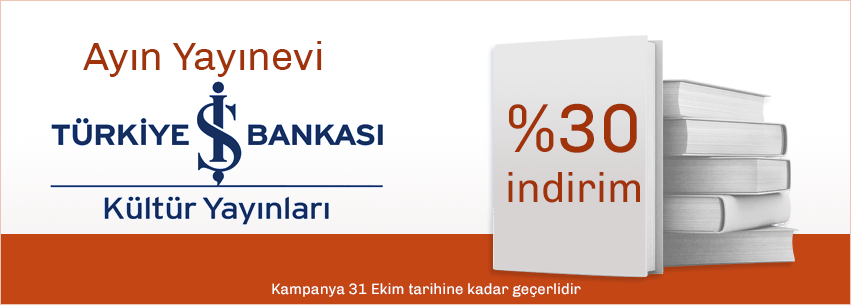 Ayın Yayınevi
TÜRKİYE İŞ BANKASI
Kültür Yayınları
%30
indirim
Kampanya 31 Ekim tarihine kadar geçerlidir